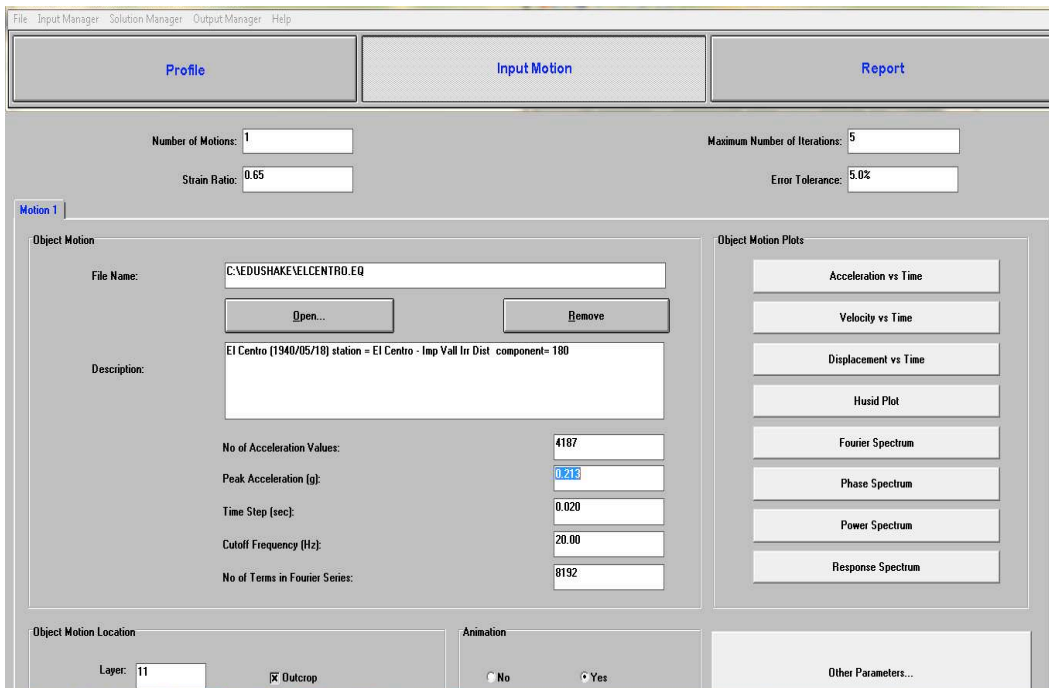 File Input Manager Solution Manager Output Manager Help
Profile Input Motion Report
Number of Motions: 1 Maximum Number of Iterations: 5
Strain Ratio: 0.65 Error Tolerance: 5.0%
Motion 1
Object Motion
File Name: C:\EDUSHAKE\ELCENTRO.EQ
Open... Remove
Description: El Centro (1940/05/18) station = El Centro - Imp Vall Irr Dist component= 180
No of Acceleration Values: 4187
Peak Acceleration (g): 0.213
Time Step (sec): 0.020
Cutoff Frequency (Hz): 20.00
No of Terms in Fourier Series: 8192
Object Motion Plots
Acceleration vs Time
Velocity vs Time
Displacement vs Time
Husid Plot
Fourier Spectrum
Phase Spectrum
Power Spectrum
Response Spectrum
Object Motion Location
Layer: 11 Outcrop
Animation
No Yes
Other Parameters...